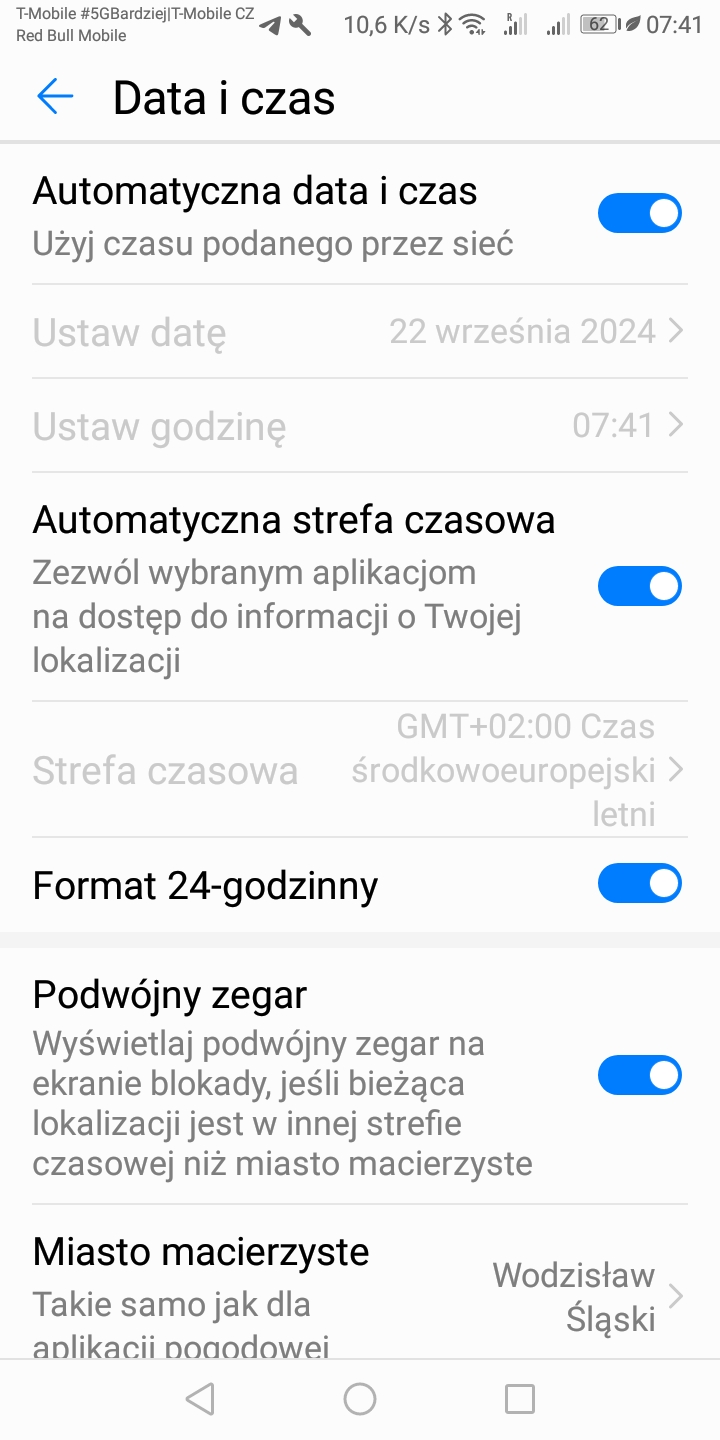 T-Mobile #5GBardziej|T-Mobile CZ
Red Bull Mobile
10,6 K/s R 62 07:41
Data i czas
Automatyczna data i czas
Użyj czasu podanego przez sieć
Ustaw datę 22 września 2024
Ustaw godzinę 07:41
Automatyczna strefa czasowa
Zezwól wybranym aplikacjom
na dostęp do informacji o Twojej
lokalizacji
Strefa czasowa
GMT+02:00 Czas
środkowoeuropejski
letni
Format 24-godzinny
Podwójny zegar
Wyświetlaj podwójny zegar na
ekranie blokady, jeśli bieżąca
lokalizacji jest w innej strefie
czasowej niż miasto macierzyste
Miasto macierzyste
Takie samo jak dla
aplikacji pogodowej
Wodzisław
Śląski